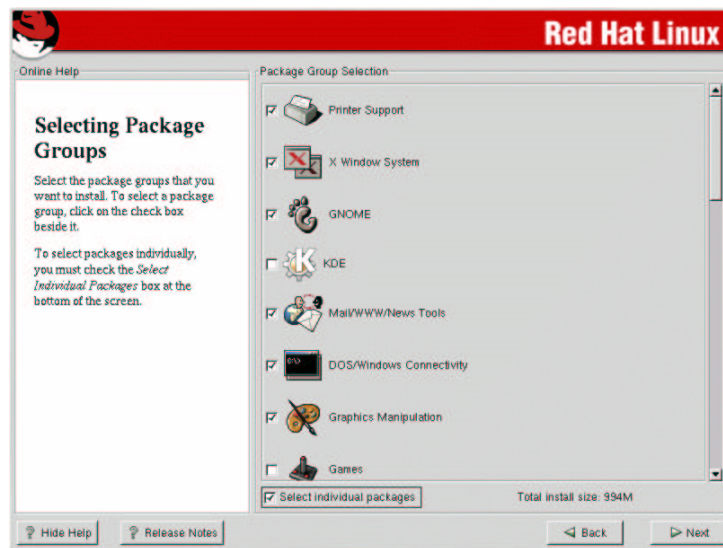 Red Hat Linux
Online Help
Selecting Package
Groups
Select the package groups that you
want to install. To select a package
group, click on the check box
beside it.
To select packages individually,
you must check the Select
Individual Packages box at the
bottom of the screen.
Package Group Selection
Printer Support
X Window System
GNOME
KDE
Mail/WWW/News Tools
DOS/Windows Connectivity
Graphics Manipulation
Games
Select individual packages
Total install size: 994M
Hide Help
Release Notes
Back
Next